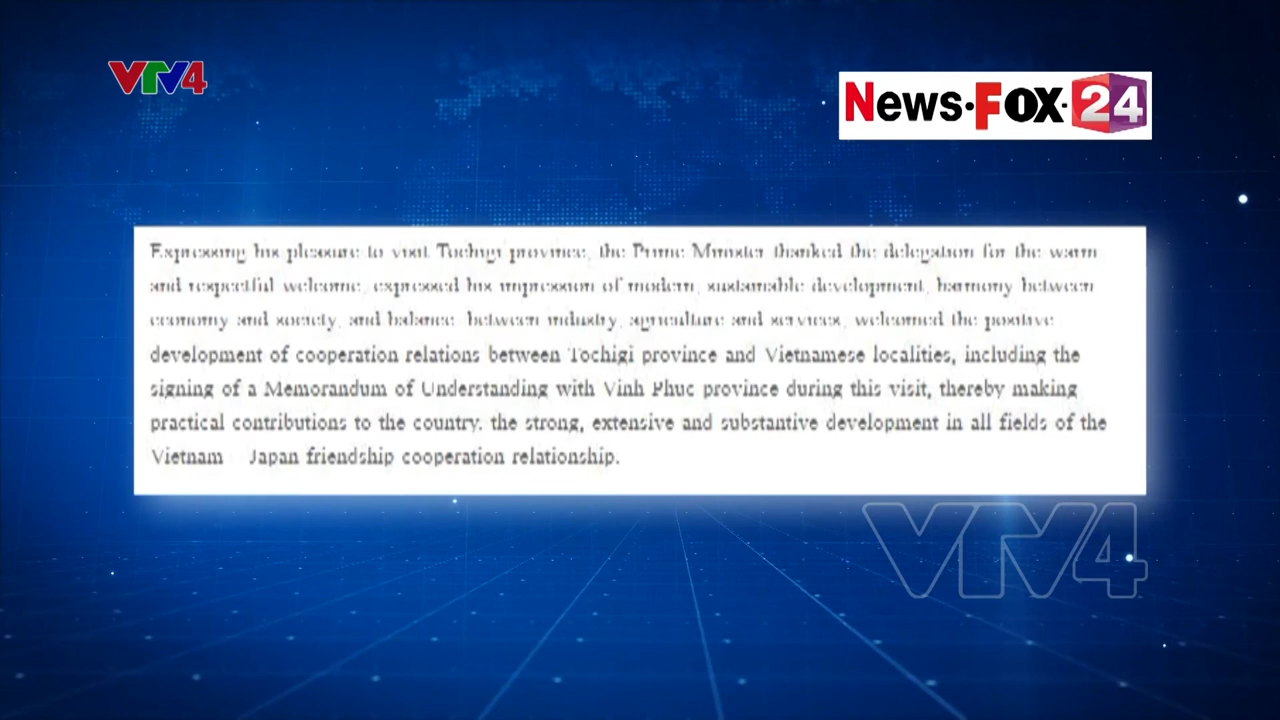 VTV4
NEWS·FOX·24
Expressing his pleasure to visit Tochigi province, the Prime Minister thanked the delegation for the warm
and respectful welcome, expressed his impression of modern, sustainable development, harmony between
economy and society, and balance between industry, agriculture and services, welcomed the positive
development of cooperation relations between Tochigi province and Vietnamese localities, including the
signing of a Memorandum of Understanding with Vinh Phuc province during this visit, thereby making
practical contributions to the country. the strong, extensive and substantive development in all fields of the
Vietnam Japan friendship cooperation relationship.
VTV4